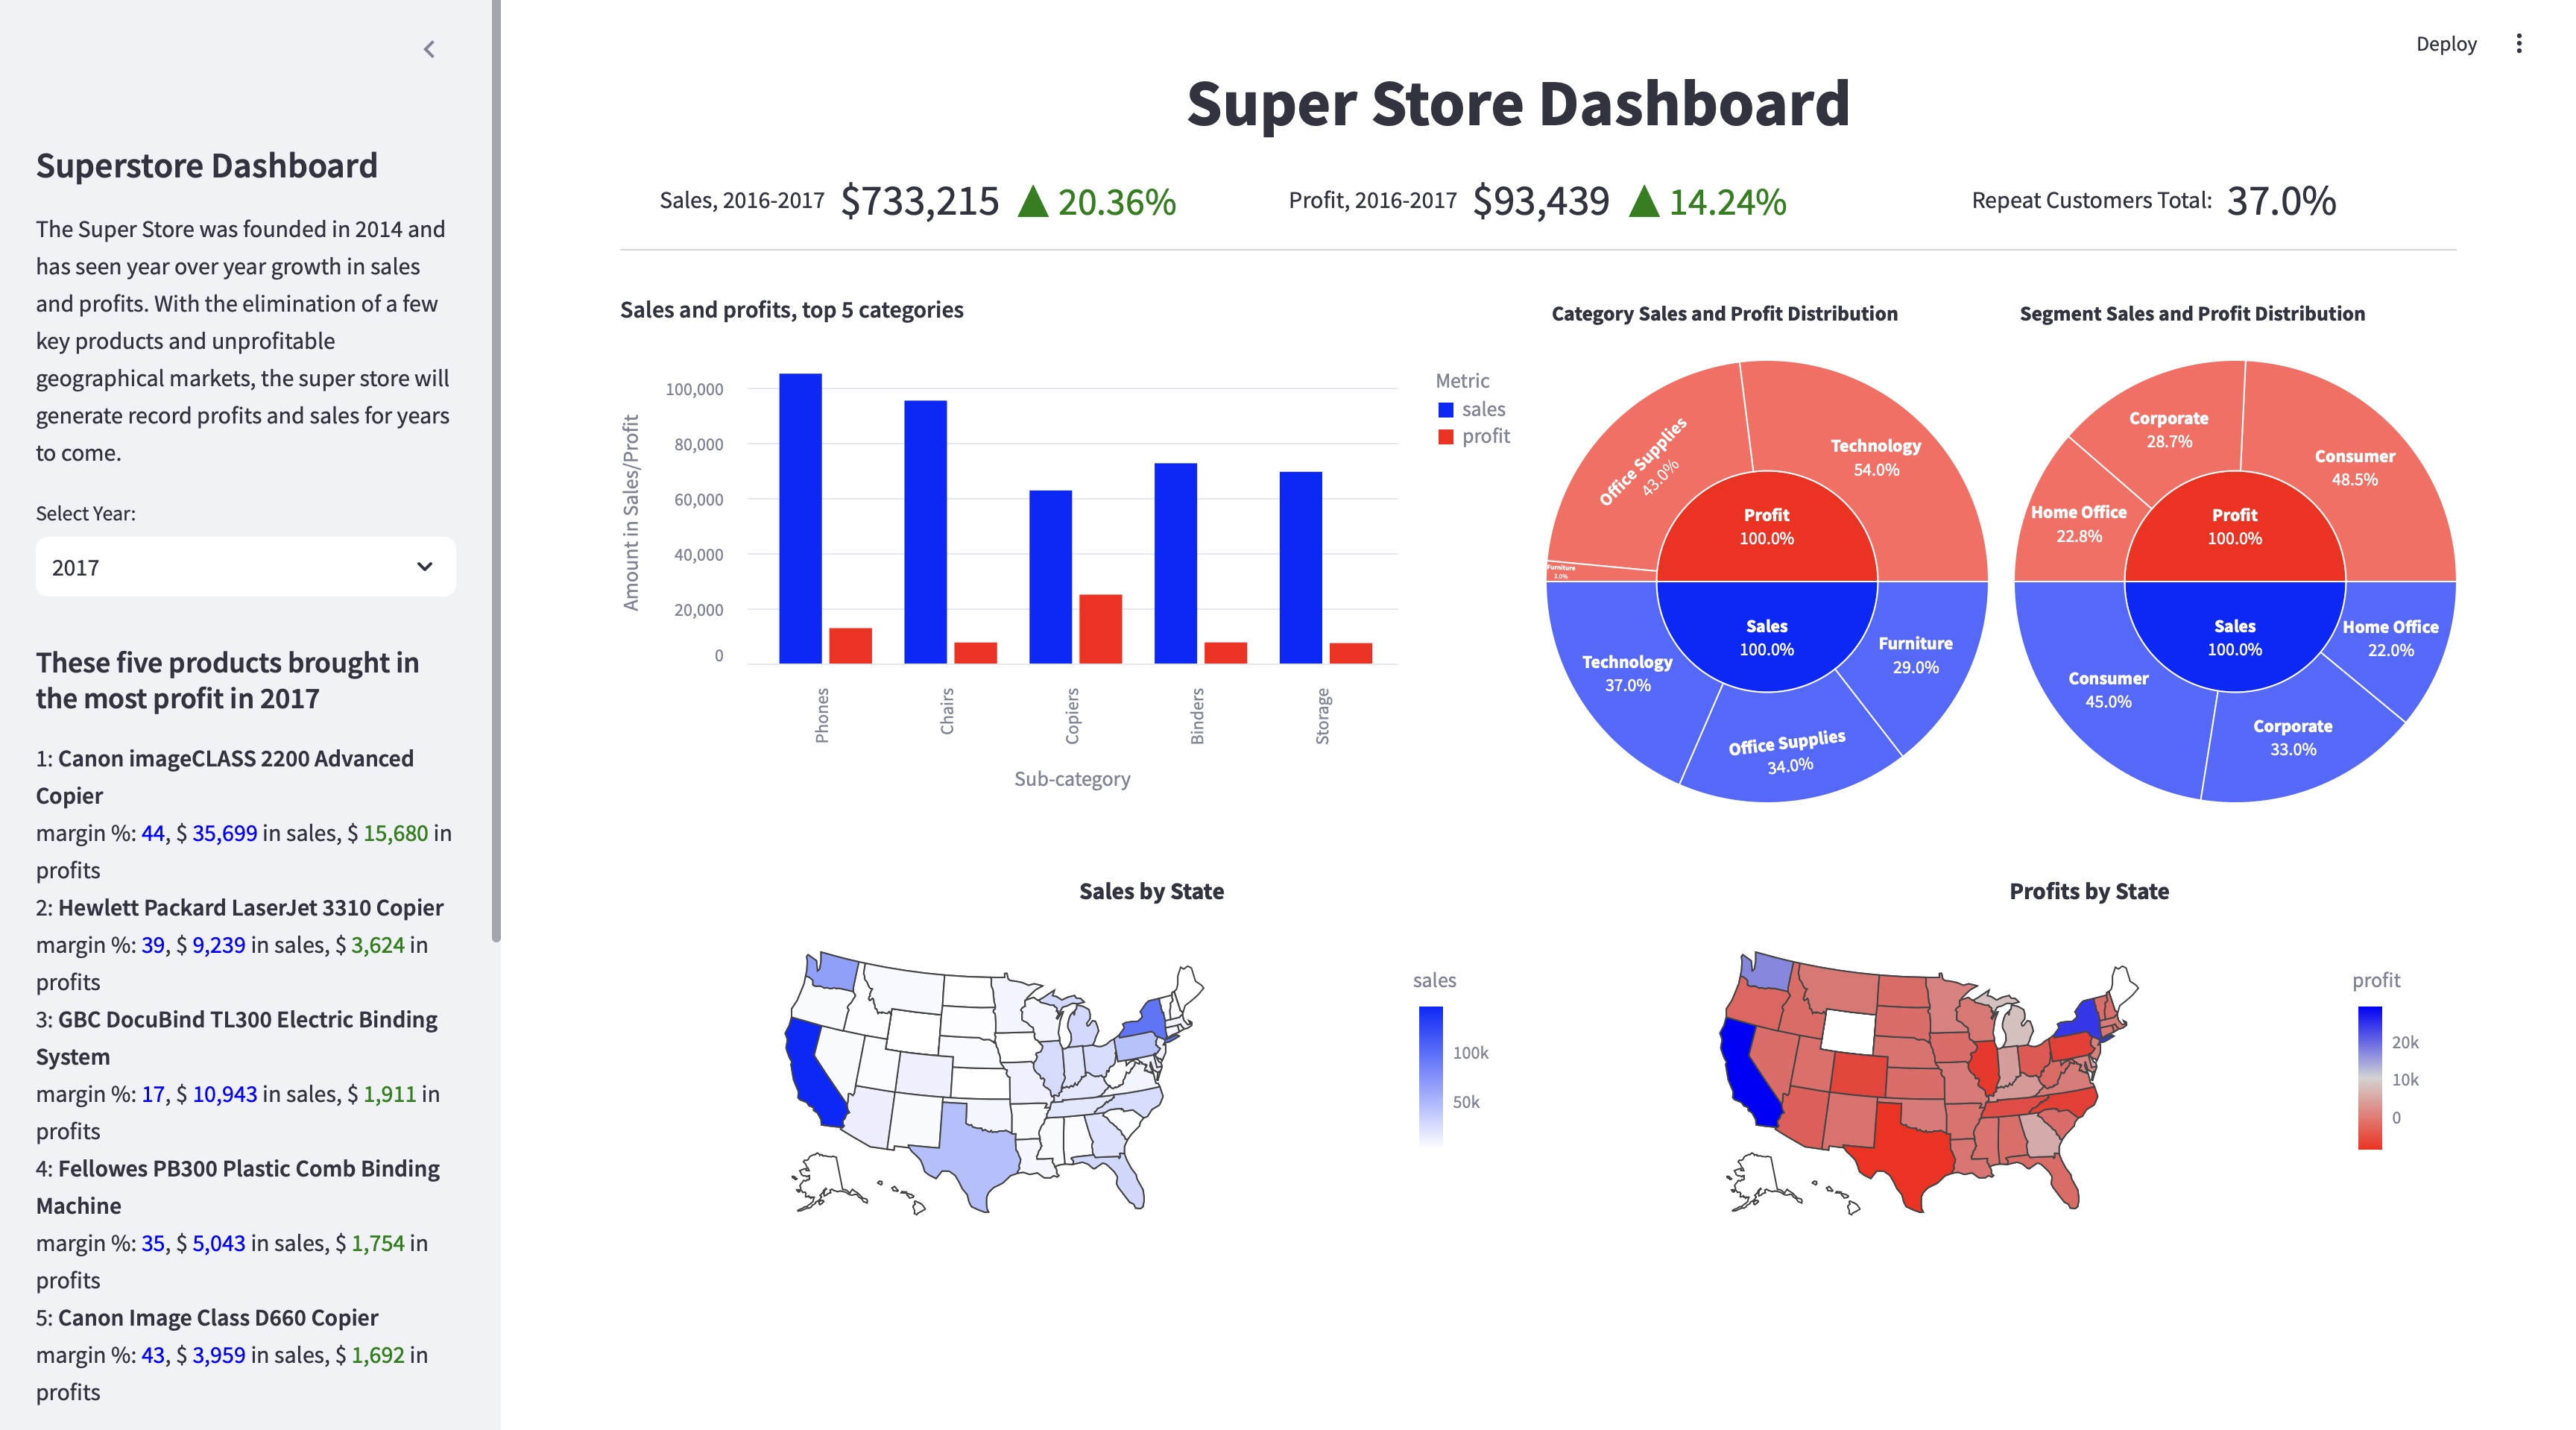 Deploy
Superstore Dashboard
The Super Store was founded in 2014 and
has seen year over year growth in sales
and profits. With the elimination of a few
key products and unprofitable
geographical markets, the super store will
generate record profits and sales for years
to come.
Select Year:
2017
These five products brought in
the most profit in 2017
1: Canon imageCLASS 2200 Advanced
Copier
margin %: 44, $ 35,699 in sales, $ 15,680 in
profits
2: Hewlett Packard LaserJet 3310 Copier
margin %: 39, $ 9,239 in sales, $ 3,624 in
profits
3: GBC DocuBind TL300 Electric Binding
System
margin %: 17, $ 10,943 in sales, $ 1,911 in
profits
4: Fellowes PB300 Plastic Comb Binding
Machine
margin %: 35, $ 5,043 in sales, $ 1,754 in
profits
5: Canon Image Class D660 Copier
margin %: 43, $ 3,959 in sales, $ 1,692 in
profits
Super Store Dashboard
Sales, 2016-2017 $733,215 ▲ 20.36%
Profit, 2016-2017 $93,439 ▲ 14.24%
Repeat Customers Total: 37.0%
Sales and profits, top 5 categories
Amount in Sales/Profit
100,000
80,000
60,000
40,000
20,000
0
Phones
Chairs
Copiers
Binders
Storage
Sub-category
Metric
sales
profit
Category Sales and Profit Distribution
Office Supplies
43.0%
Technology
54.0%
Furniture
3.0%
Profit
100.0%
Sales
100.0%
Technology
37.0%
Furniture
29.0%
Office Supplies
34.0%
Segment Sales and Profit Distribution
Corporate
28.7%
Consumer
48.5%
Home Office
22.8%
Profit
100.0%
Sales
100.0%
Home Office
22.0%
Consumer
45.0%
Corporate
33.0%
Sales by State
sales
100k
50k
Profits by State
profit
20k
10k
0